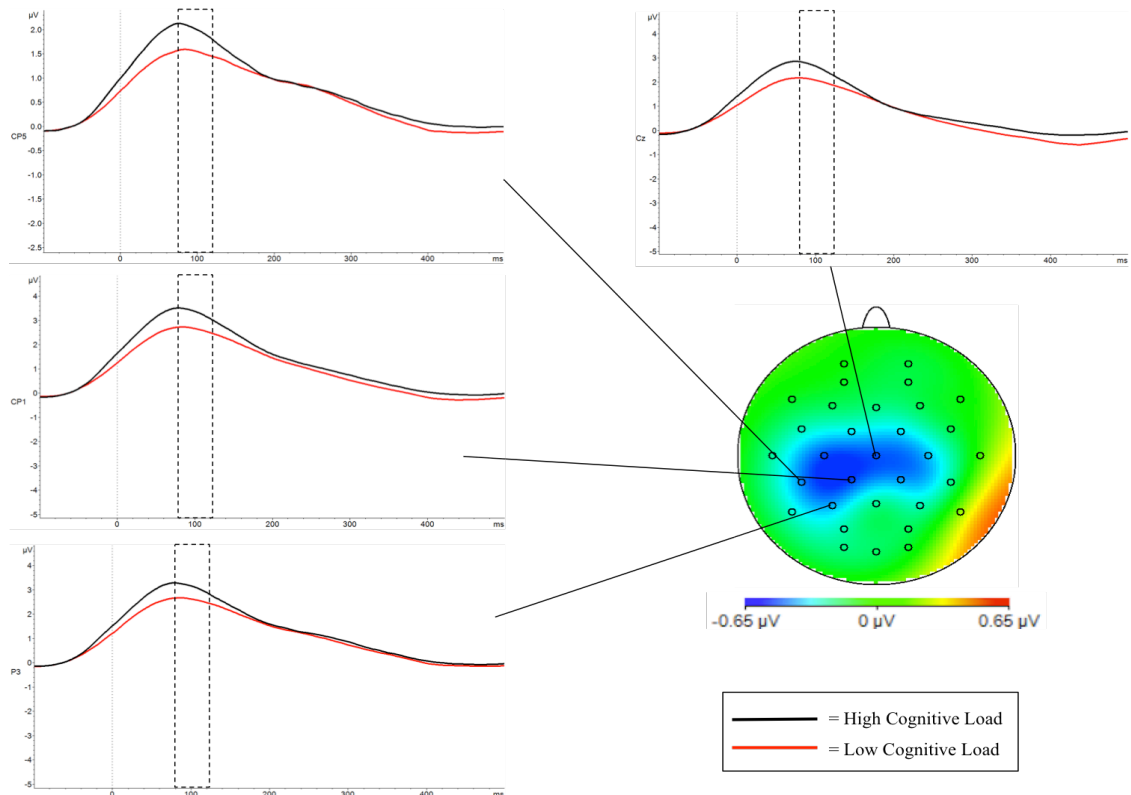 µV
2.0
1.5
1.0
0.5
0.0
CP5
-0.5
-1.0
-1.5
-2.0
-2.5
0 100 200 300 400 ms
µV
4
3
2
1
0
Cz
-1
-2
-3
-4
-5
0 100 200 300 400 ms
µV
4
3
2
1
0
CP1
-1
-2
-3
-4
-5
0 100 200 300 400 ms
µV
4
3
2
1
0
P3
-1
-2
-3
-4
-5
0 100 200 300 400 ms
-0.65 µV 0 µV 0.65 µV
= High Cognitive Load
= Low Cognitive Load